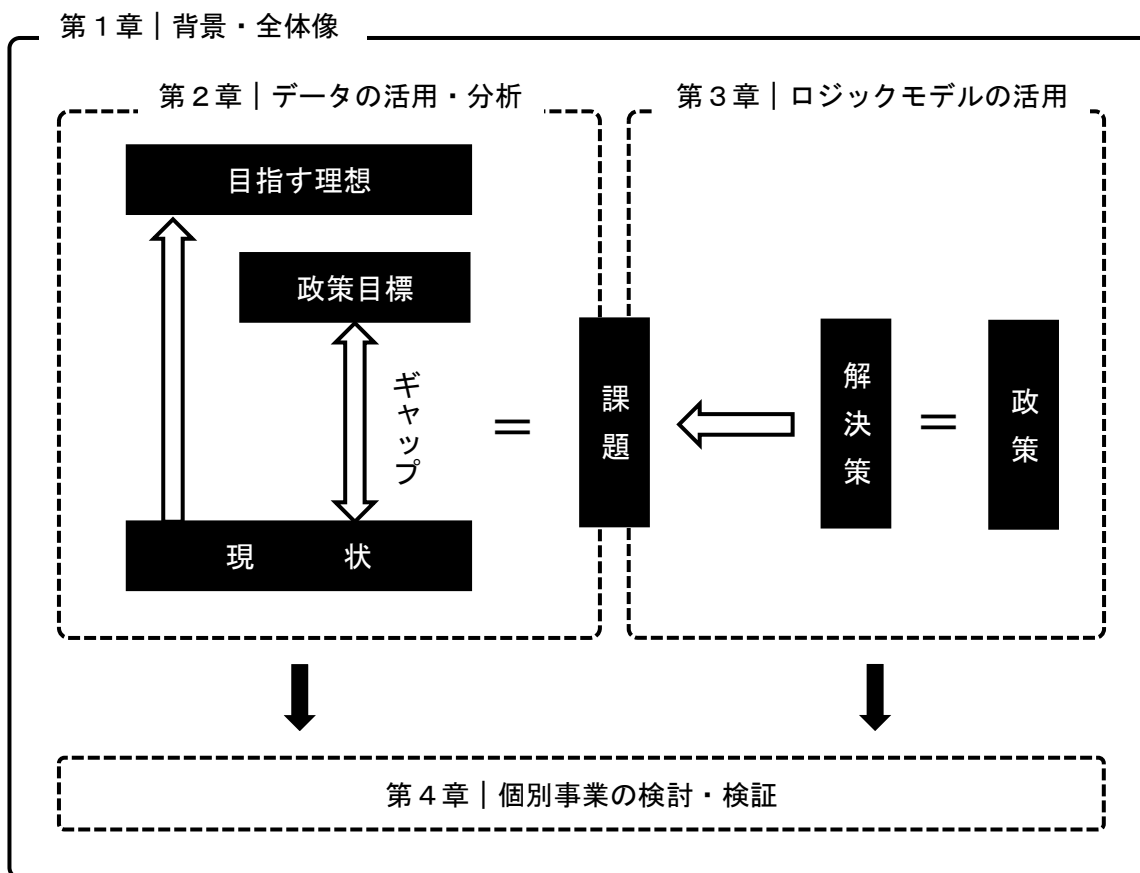 第１章｜背景・全体像
第２章｜データの活用・分析
目指す理想
政策目標
ギャップ
現　状
＝
課題
第３章｜ロジックモデルの活用
解決策
＝
政策
第４章｜個別事業の検討・検証